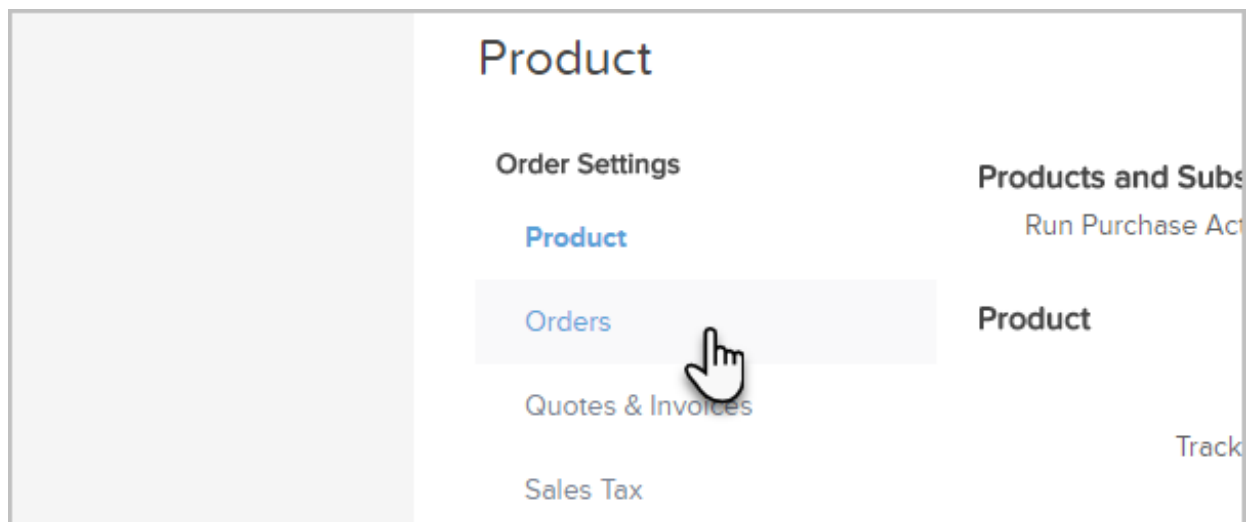 Product
Order Settings
Product
Orders
Quotes & Invoices
Sales Tax
Products and Subs
Run Purchase Act
Product
Track